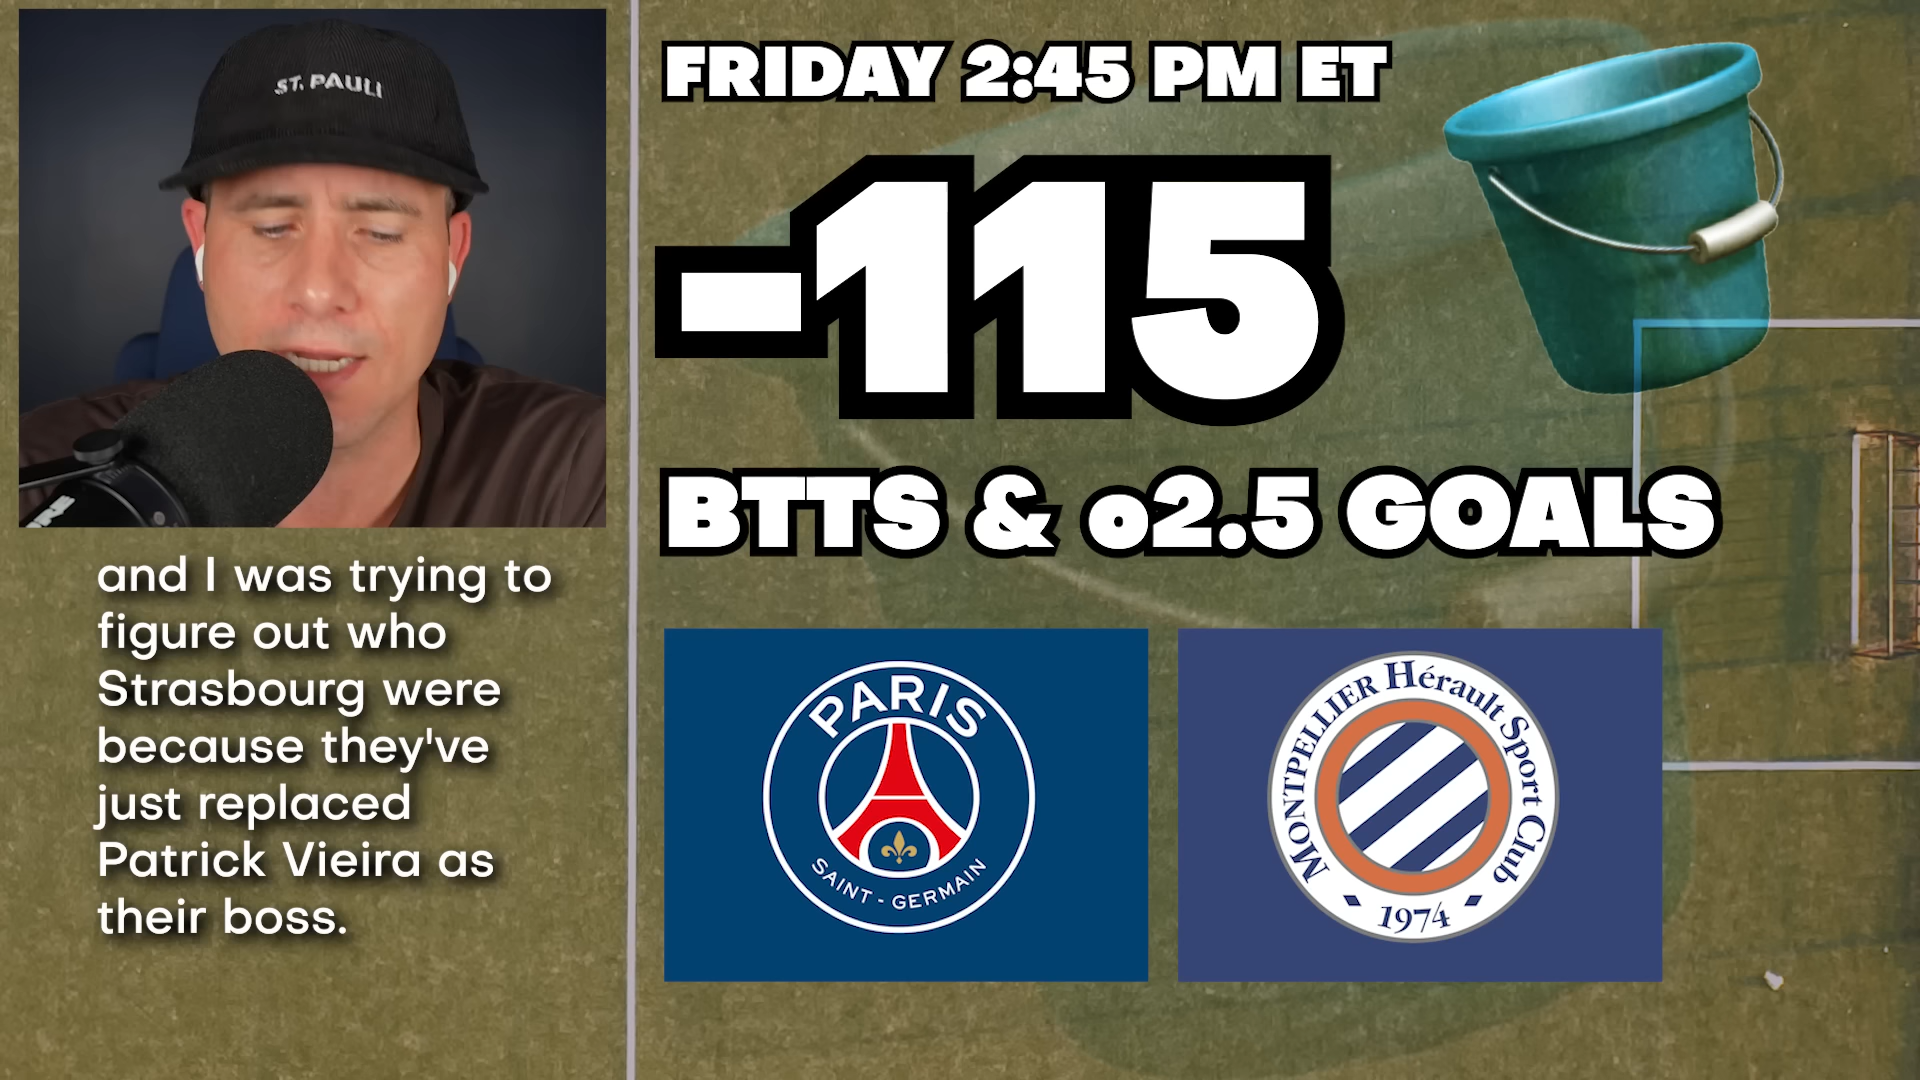 ST. PAULI
and I was trying to
figure out who
Strasbourg were
because they've
just replaced
Patrick Vieira as
their boss.
FRIDAY 2:45 PM ET
-115
BTTS & o2.5 GOALS
PARIS
SAINT - GERMAIN
MONTPELLIER Hérault Sport Club
1974